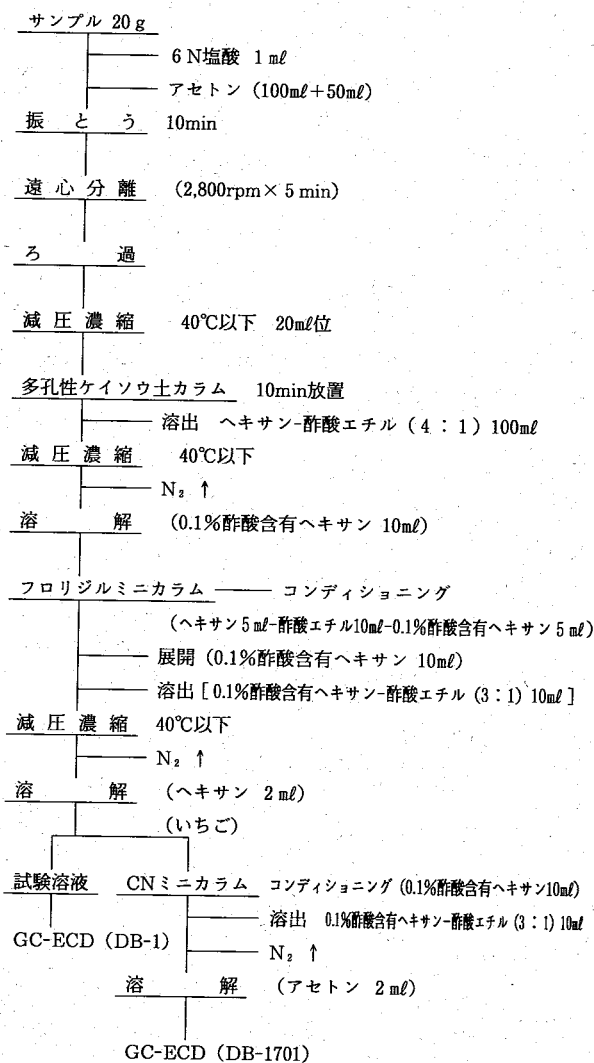 サンプル 20g
6N塩酸 1mℓ
アセトン (100mℓ+50mℓ)
振とう 10min
遠心分離 (2,800rpm×5min)
ろ過
減圧濃縮 40℃以下 20mℓ位
多孔性ケイソウ土カラム 10min放置
溶出 ヘキサン-酢酸エチル (4:1) 100mℓ
減圧濃縮 40℃以下
N₂ ↑
溶解 (0.1%酢酸含有ヘキサン 10mℓ)
フロリジルミニカラム コンディショニング
(ヘキサン5mℓ-酢酸エチル10mℓ-0.1%酢酸含有ヘキサン5mℓ)
展開 (0.1%酢酸含有ヘキサン 10mℓ)
溶出 [0.1%酢酸含有ヘキサン-酢酸エチル (3:1) 10mℓ]
減圧濃縮 40℃以下
N₂ ↑
溶解 (ヘキサン 2mℓ)
(いちご)
試験溶液 CNミニカラム コンディショニング (0.1%酢酸含有ヘキサン10mℓ)
溶出 0.1%酢酸含有ヘキサン-酢酸エチル (3:1) 10mℓ
GC-ECD (DB-1)
N₂ ↑
溶解 (アセトン 2mℓ)
GC-ECD (DB-1701)